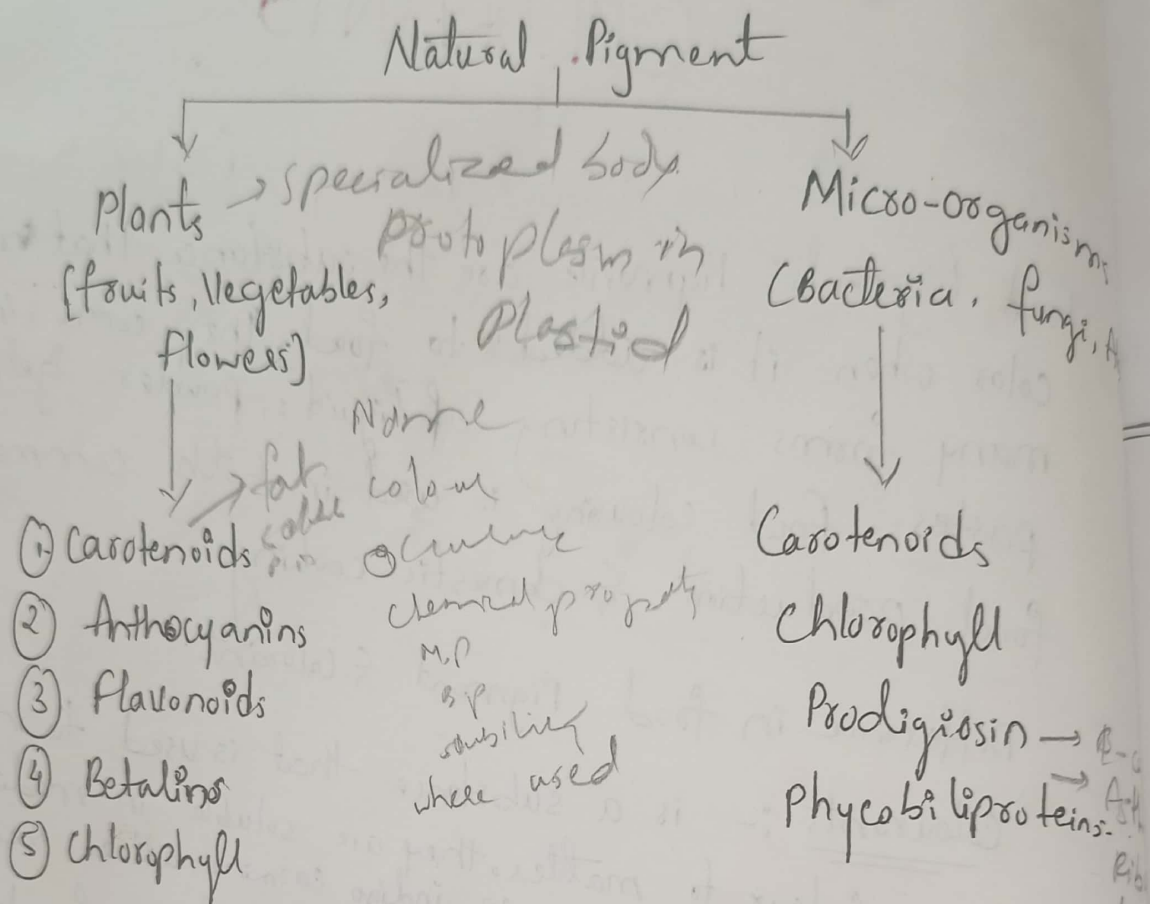 Natural Pigment
Plants → specialized body
protoplasm in
Plastid
[fruits, Vegetables,
flowers]
Micro-organism
(Bacteria, fungi,
→ fat
Name
colour
① Carotenoids
② Anthocyanins
③ Flavonoids
④ Betalins
⑤ Chlorophyll
chemical property
M.P
B P
where used
Carotenoids
Chlorophyll
Prodigiosin →
Phycobiliproteins.